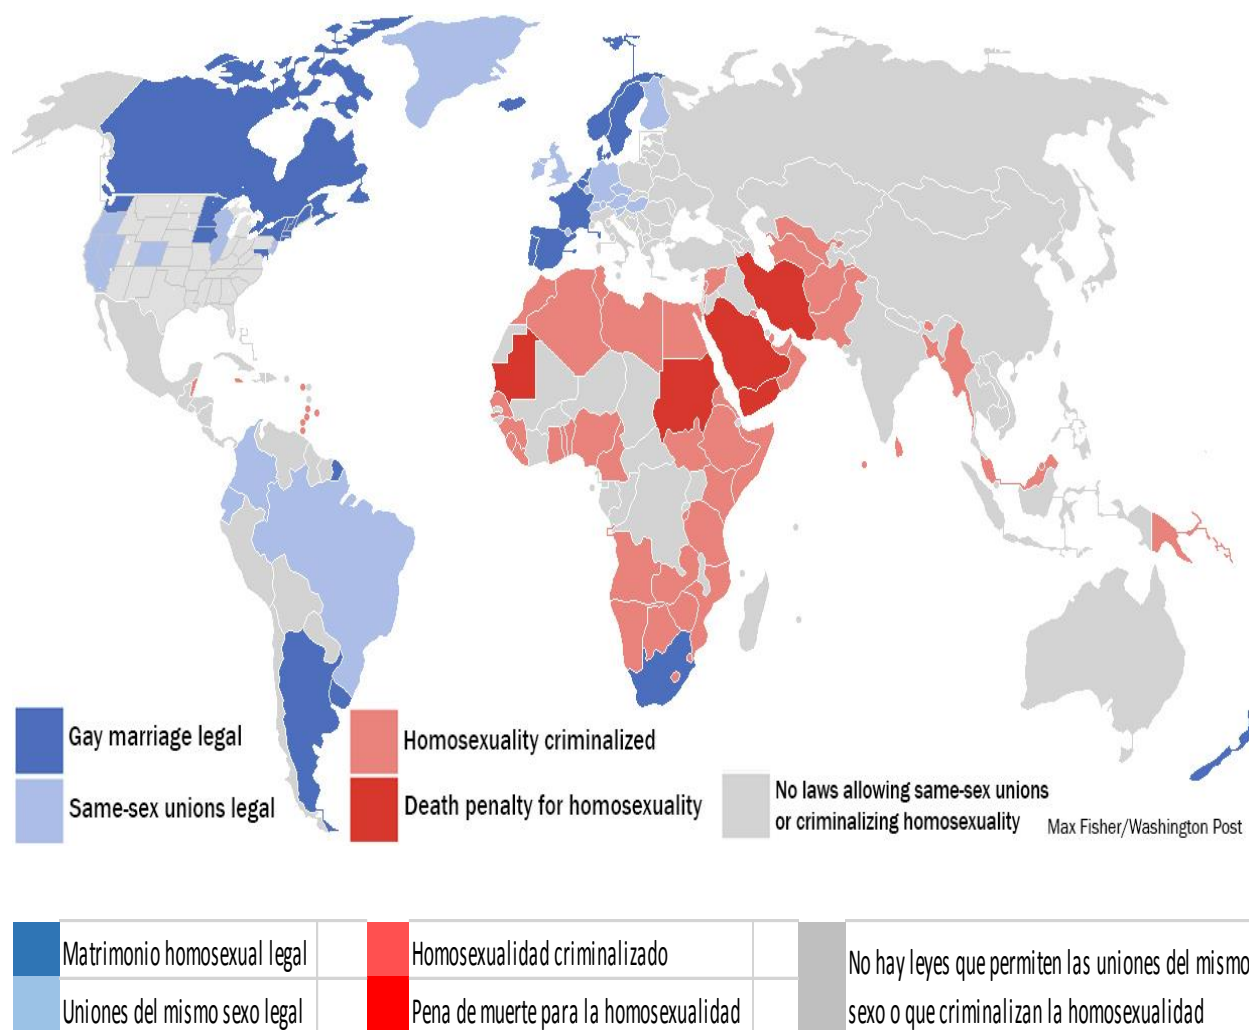 Gay marriage legal
Same-sex unions legal
Homosexuality criminalized
Death penalty for homosexuality
No laws allowing same-sex unions
or criminalizing homosexuality
Max Fisher/Washington Post
Matrimonio homosexual legal
Uniones del mismo sexo legal
Homosexualidad criminalizado
Pena de muerte para la homosexualidad
No hay leyes que permiten las uniones del mismo
sexo o que criminalizan la homosexualidad